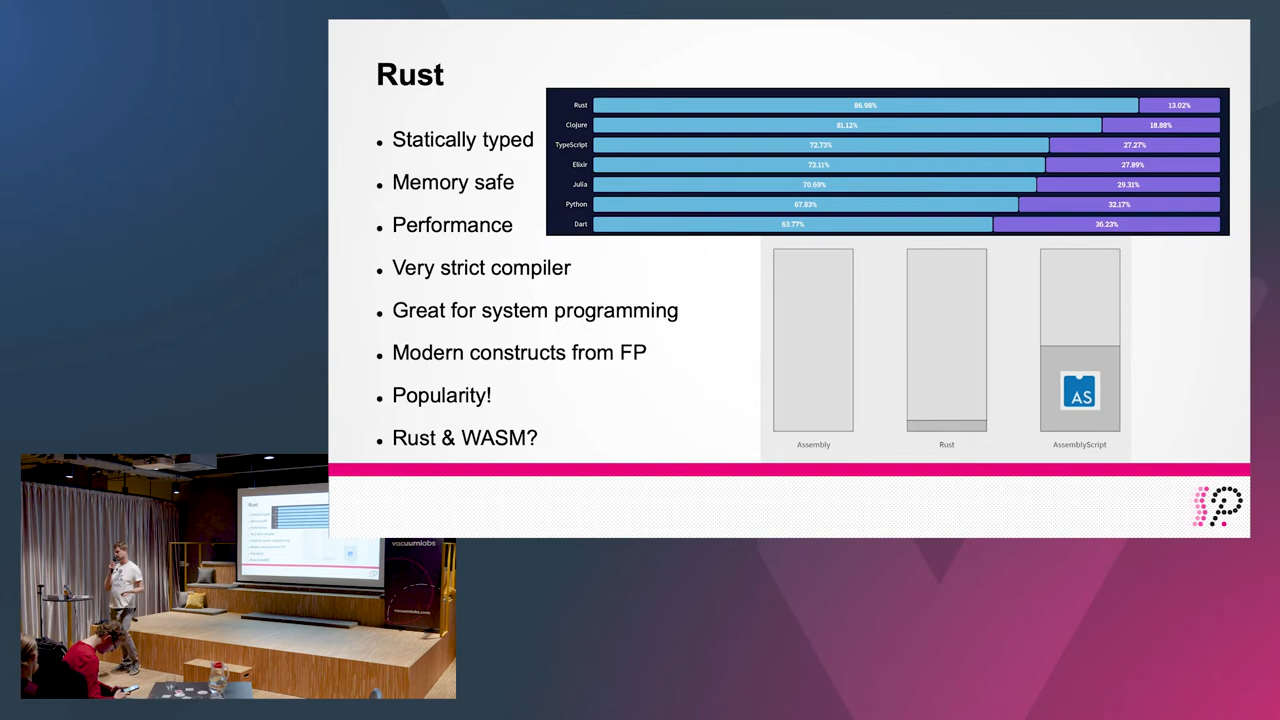 Rust
Statically typed
Memory safe
Performance
Very strict compiler
Great for system programming
Modern constructs from FP
Popularity!
Rust & WASM?
Rust 86.98% 13.02%
Clojure 81.12% 18.88%
TypeScript 72.73% 27.27%
Elixir 72.11% 27.89%
Julia 70.69% 29.31%
Python 67.83% 32.17%
Dart 63.77% 36.23%
AS
Assembly Rust AssemblyScript
Rust
vacuumlabs
vacuumlabs.com